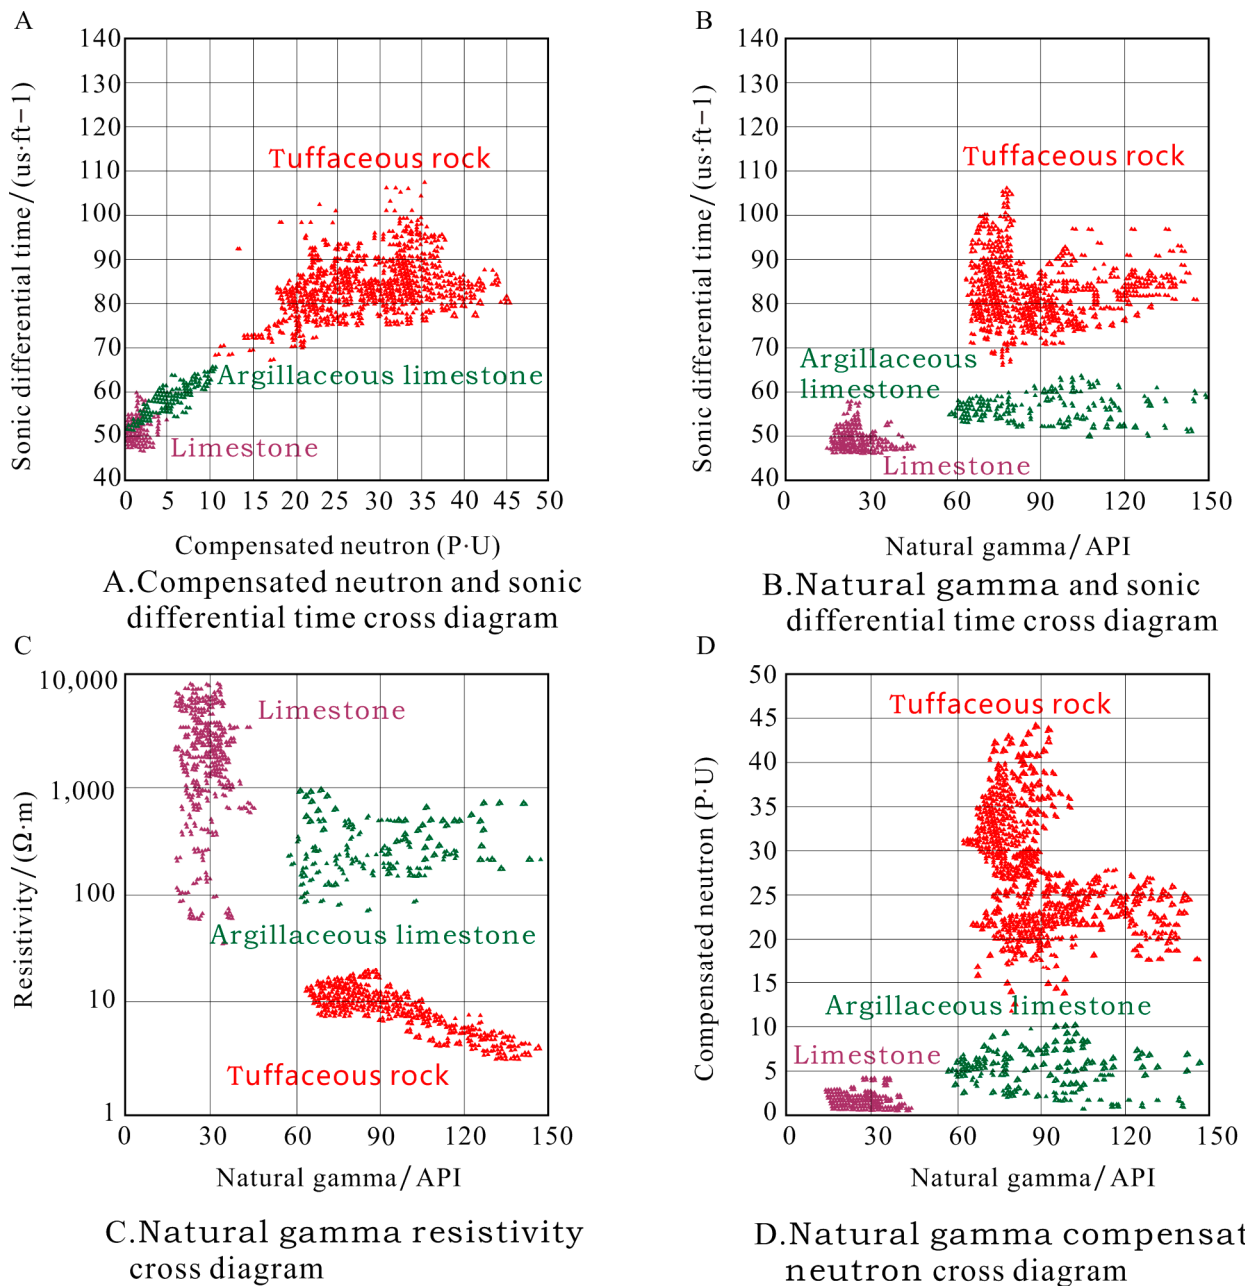 A
140
130
120
110
100
90
80
70
60
50
40
Sonic differential time/(us·ft−1)
Tuffaceous rock
Argillaceous limestone
Limestone
0 5 10 15 20 25 30 35 40 45 50
Compensated neutron (P·U)
A.Compensated neutron and sonic
differential time cross diagram
B
140
130
120
110
100
90
80
70
60
50
40
Sonic differential time/(us·ft−1)
Tuffaceous rock
Argillaceous
limestone
Limestone
0 30 60 90 120 150
Natural gamma/API
B.Natural gamma and sonic
differential time cross diagram
C
10,000
1,000
100
10
1
Resistivity/(Ω·m)
Limestone
Argillaceous limestone
Tuffaceous rock
0 30 60 90 120 150
Natural gamma/API
C.Natural gamma resistivity
cross diagram
D
50
45
40
35
30
25
20
15
10
5
0
Compensated neutron (P·U)
Tuffaceous rock
Argillaceous limestone
Limestone
0 30 60 90 120 150
Natural gamma/API
D.Natural gamma compensat
neutron cross diagram